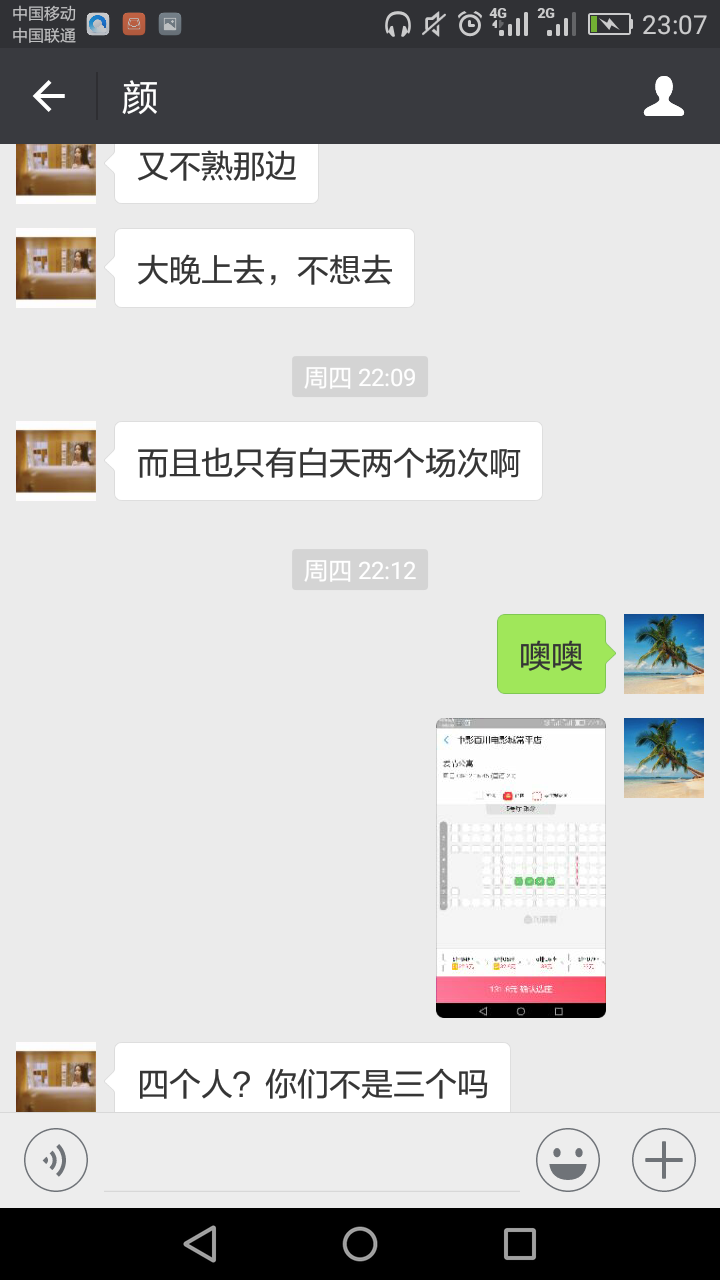 中国移动
中国联通
4G
2G
23:07
颜
又不熟那边
大晚上去，不想去
周四 22:09
而且也只有白天两个场次啊
周四 22:12
噢噢
四个人？你们不是三个吗